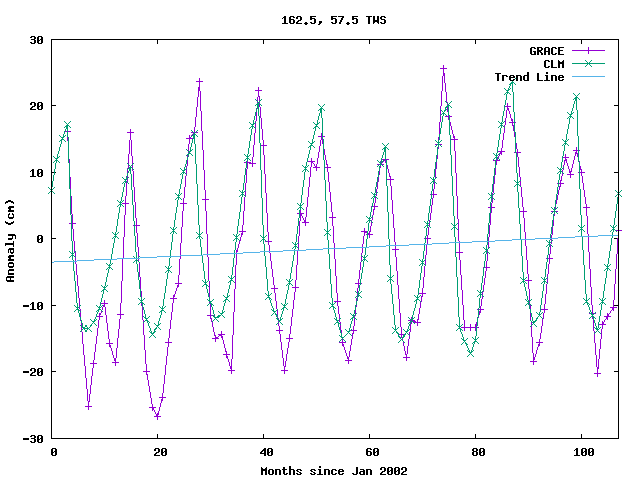 162.5, 57.5 TWS
GRACE
CLM
Trend Line
Anomaly (cm)
30
20
10
0
-10
-20
-30
0 20 40 60 80 100
Months since Jan 2002